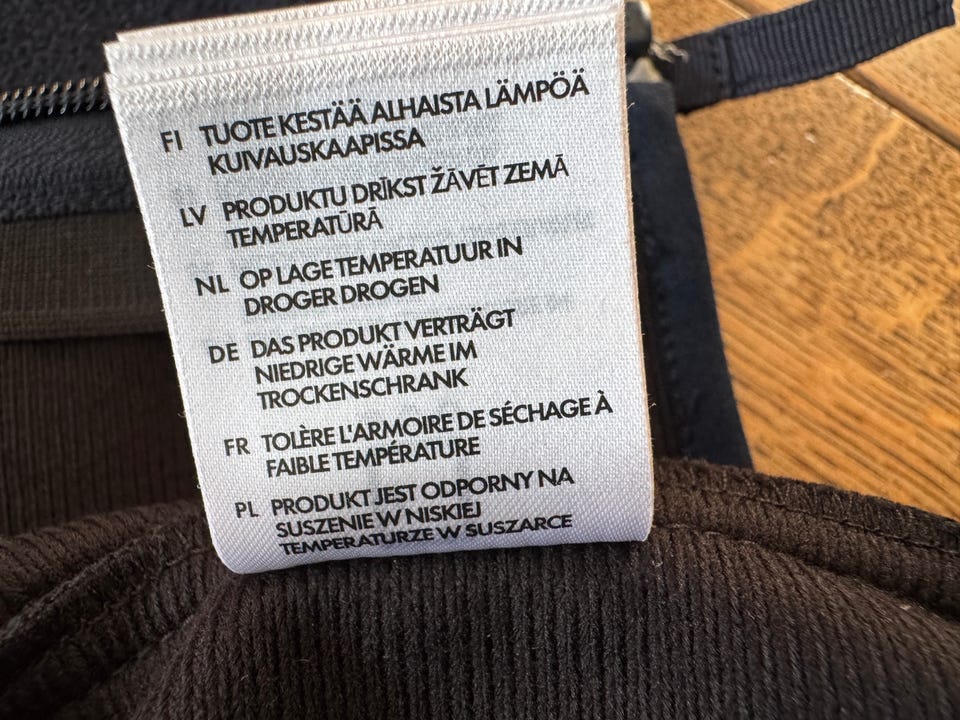 FI TUOTE KESTÄÄ ALHAISTA LÄMPÖÄ
KUIVAUSKAAPISSA
LV PRODUKTU DRĪKST ŽĀVĒT ZEMĀ
TEMPERATŪRĀ
NL OP LAGE TEMPERATUUR IN
DROGER DROGEN
DE DAS PRODUKT VERTRÄGT
NIEDRIGE WÄRME IM
TROCKENSCHRANK
FR TOLÈRE L'ARMOIRE DE SÉCHAGE À
FAIBLE TEMPÉRATURE
PL PRODUKT JEST ODPORNY NA
SUSZENIE W NISKIEJ
TEMPERATURZE W SUSZARCE